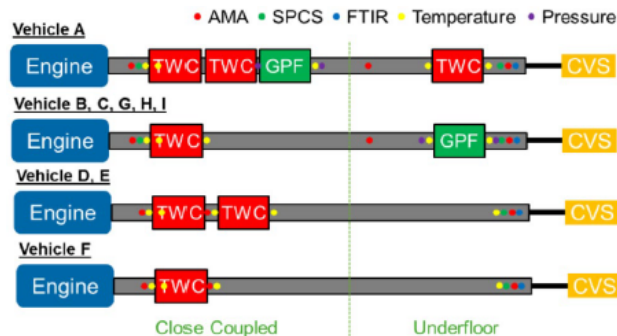 AMA SPCS FTIR Temperature Pressure
Vehicle A
Engine TWC TWC GPF TWC CVS
Vehicle B, C, G, H, I
Engine TWC GPF CVS
Vehicle D, E
Engine TWC TWC CVS
Vehicle F
Engine TWC CVS
Close Coupled Underfloor